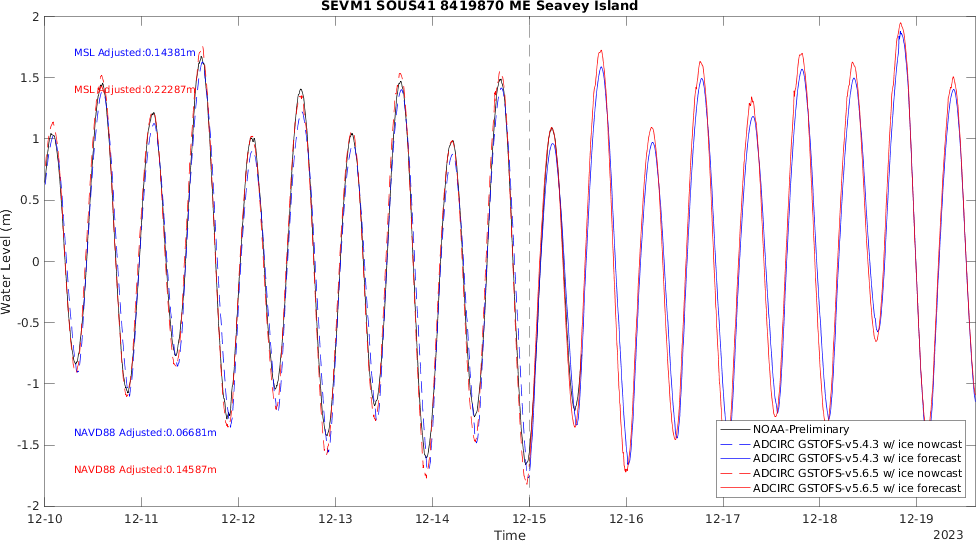 SEVM1 SOUS41 8419870 ME Seavey Island
2
MSL Adjusted:0.14381m
1.5
MSL Adjusted:0.22287m
1
0.5
Water Level (m)
0
-0.5
-1
NAVD88 Adjusted:0.06681m
-1.5
NAVD88 Adjusted:0.14587m
-2
NOAA-Preliminary
ADCIRC GSTOFS-v5.4.3 w/ ice nowcast
ADCIRC GSTOFS-v5.4.3 w/ ice forecast
ADCIRC GSTOFS-v5.6.5 w/ ice nowcast
ADCIRC GSTOFS-v5.6.5 w/ ice forecast
12-10 12-11 12-12 12-13 12-14 12-15 12-16 12-17 12-18 12-19
Time
2023